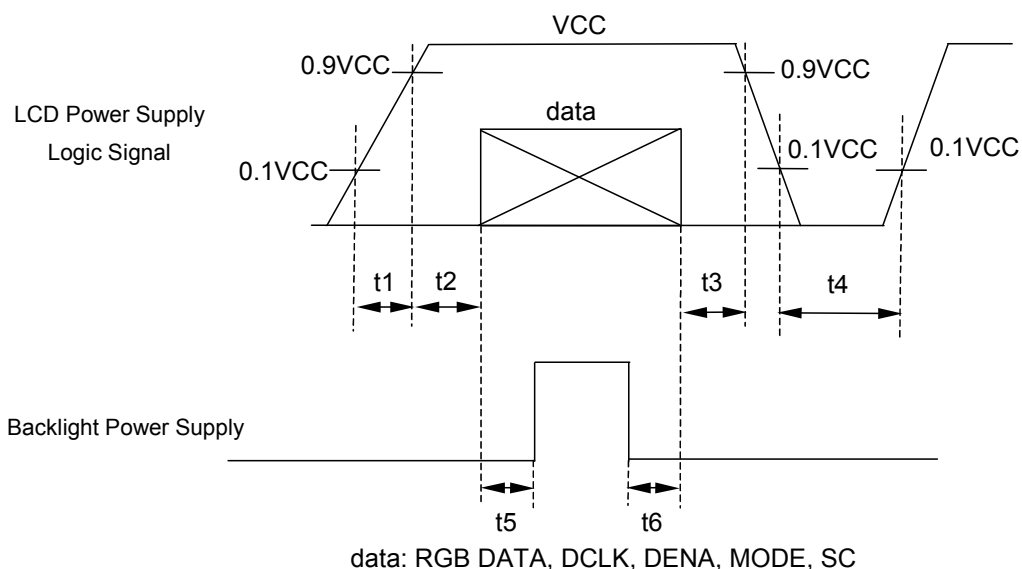 VCC
0.9VCC
0.9VCC
LCD Power Supply
Logic Signal
data
0.1VCC
0.1VCC
0.1VCC
t1
t2
t3
t4
Backlight Power Supply
t5
t6
data: RGB DATA, DCLK, DENA, MODE, SC